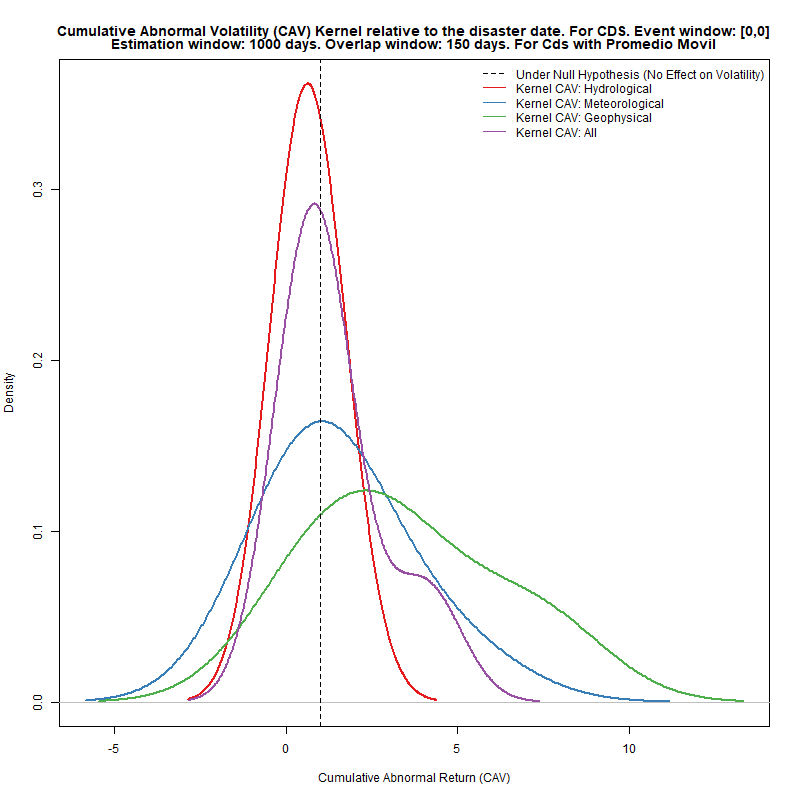 Cumulative Abnormal Volatility (CAV) Kernel relative to the disaster date. For CDS. Event window: [0,0]
Estimation window: 1000 days. Overlap window: 150 days. For Cds with Promedio Movil
Under Null Hypothesis (No Effect on Volatility)
Kernel CAV: Hydrological
Kernel CAV: Meteorological
Kernel CAV: Geophysical
Kernel CAV: All
0.3
0.2
0.1
0.0
Density
-5 0 5 10
Cumulative Abnormal Return (CAV)